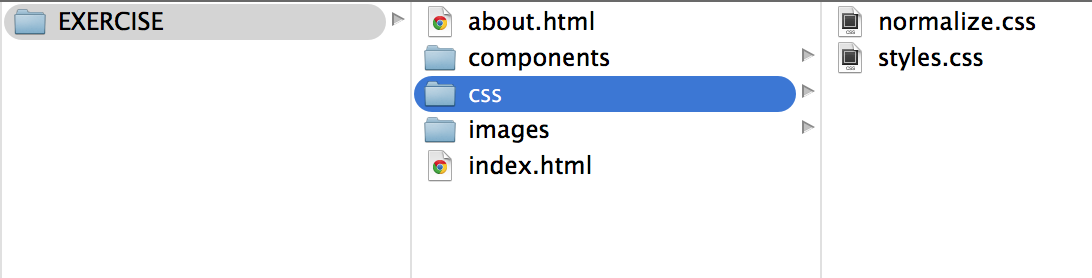 EXERCISE
about.html
components
css
images
index.html
normalize.css
styles.css